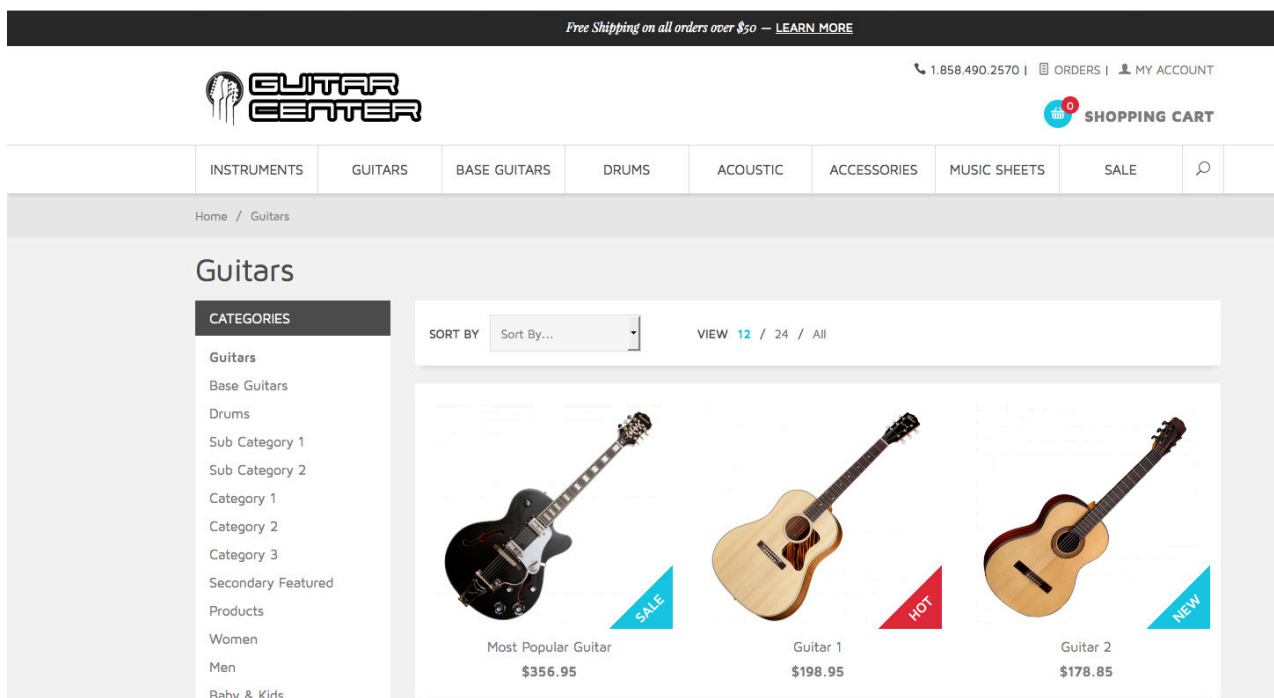 Free Shipping on all orders over $50 — LEARN MORE
GUITAR
CENTER
1.858.490.2570 | ORDERS | MY ACCOUNT
0 SHOPPING CART
INSTRUMENTS GUITARS BASE GUITARS DRUMS ACOUSTIC ACCESSORIES MUSIC SHEETS SALE
Home / Guitars
Guitars
CATEGORIES
Guitars
Base Guitars
Drums
Sub Category 1
Sub Category 2
Category 1
Category 2
Category 3
Secondary Featured
Products
Women
Men
Baby & Kids
SORT BY Sort By... VIEW 12 / 24 / All
SALE
Most Popular Guitar
$356.95
HOT
Guitar 1
$198.95
NEW
Guitar 2
$178.85